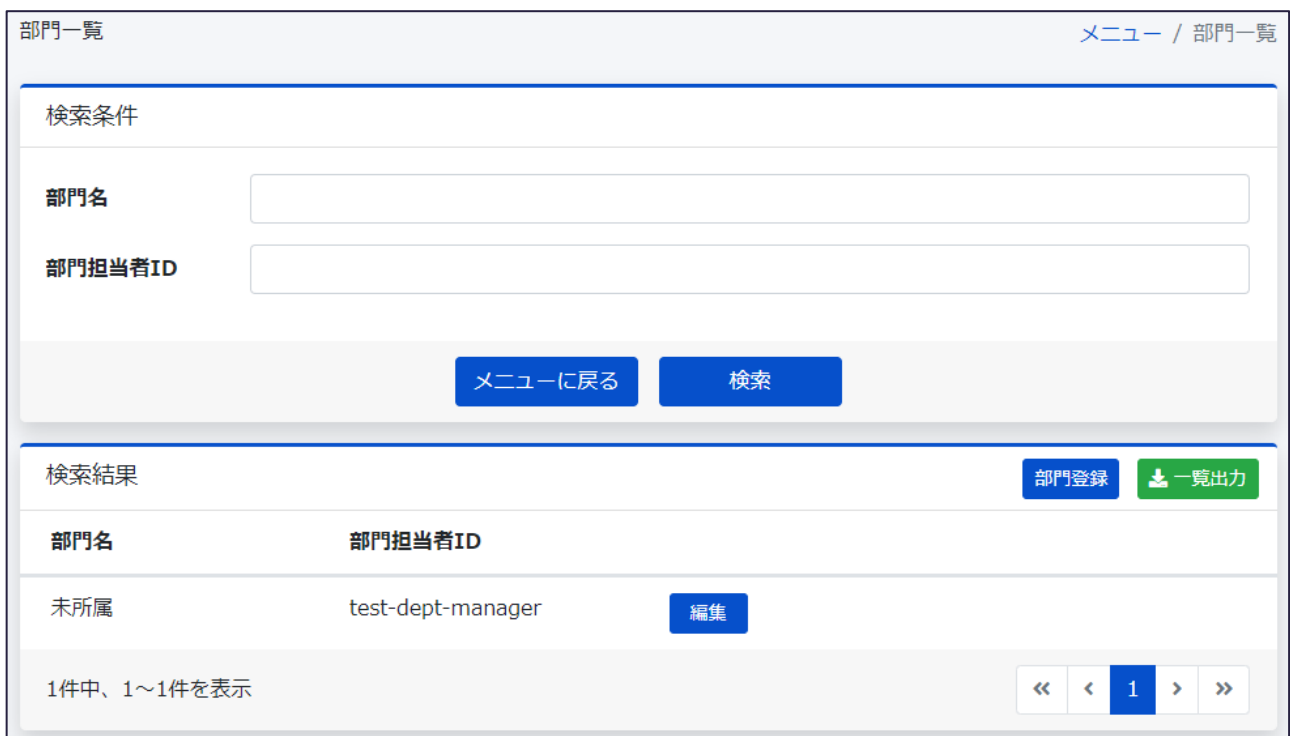 部門一覧
メニュー / 部門一覧
検索条件
部門名
部門担当者ID
メニューに戻る
検索
検索結果
部門登録
一覧出力
部門名 部門担当者ID
未所属 test-dept-manager 編集
1件中、1~1件を表示
« ‹ 1 › »